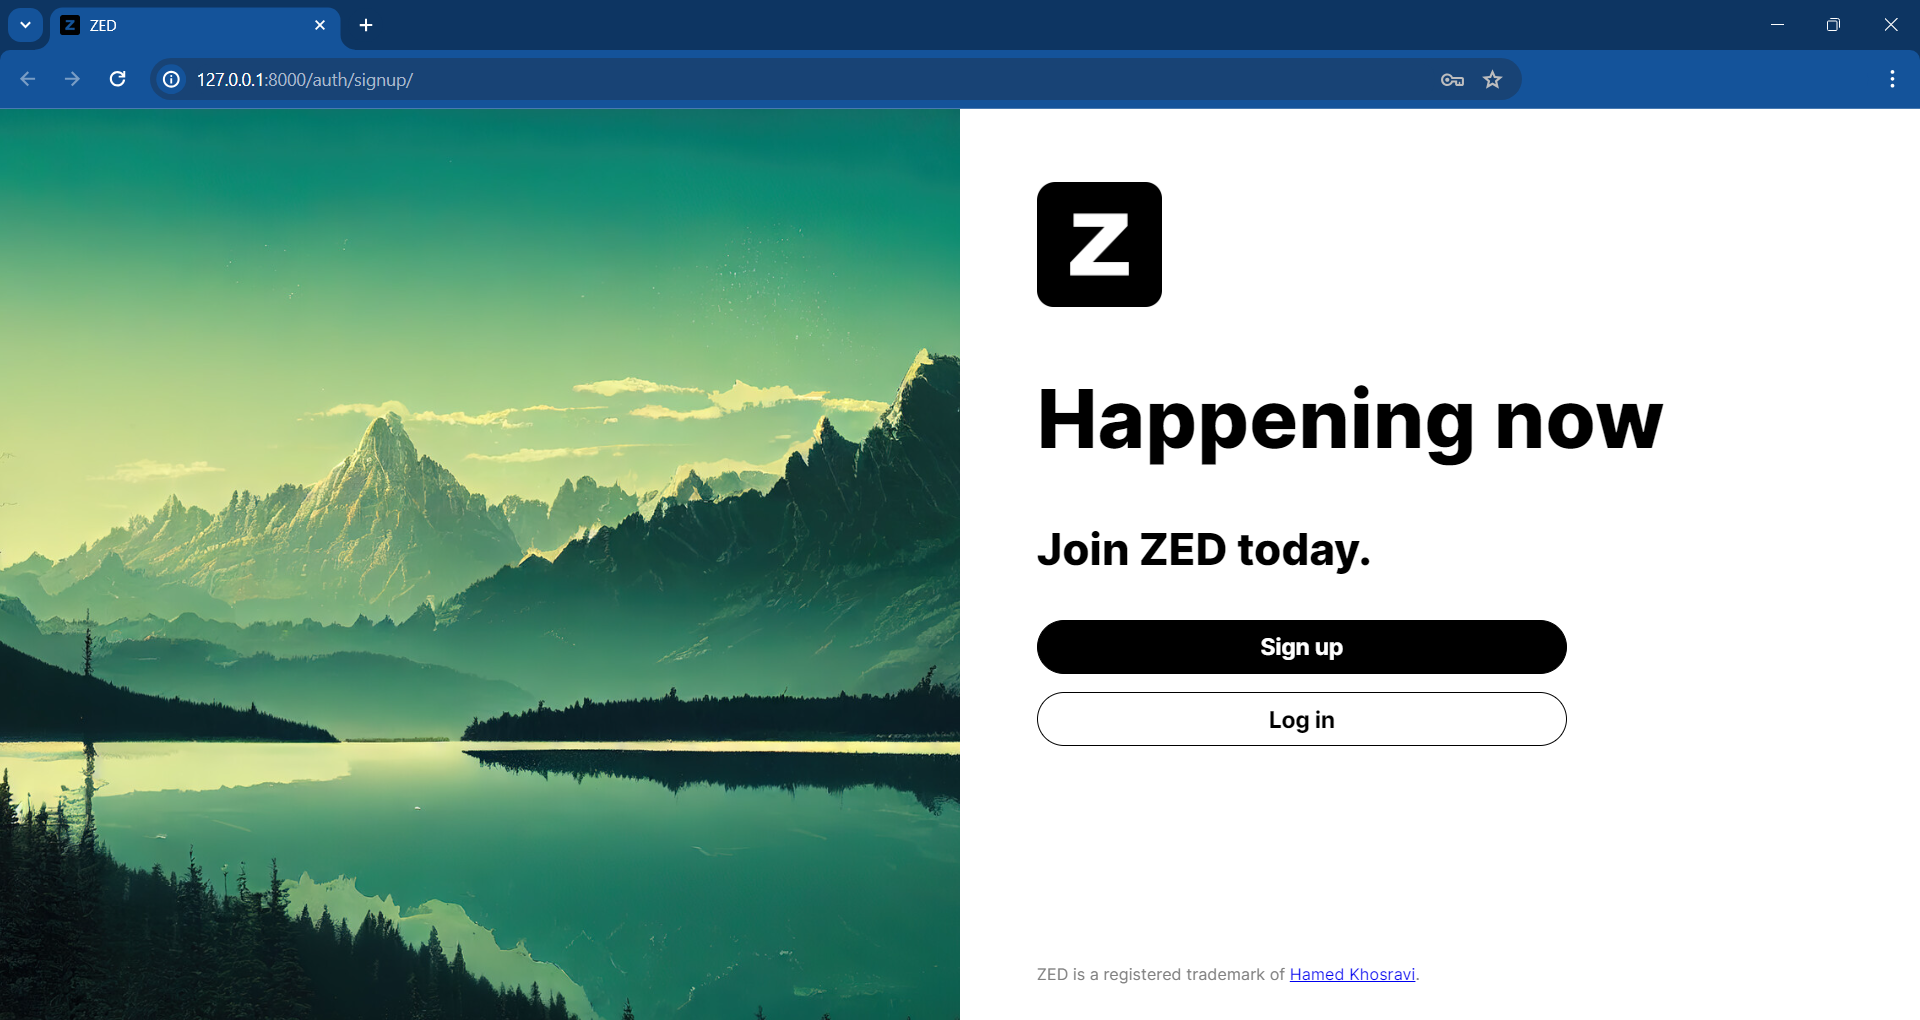 ZED
127.0.0.1:8000/auth/signup/
Z
Happening now
Join ZED today.
Sign up
Log in
ZED is a registered trademark of Hamed Khosravi.